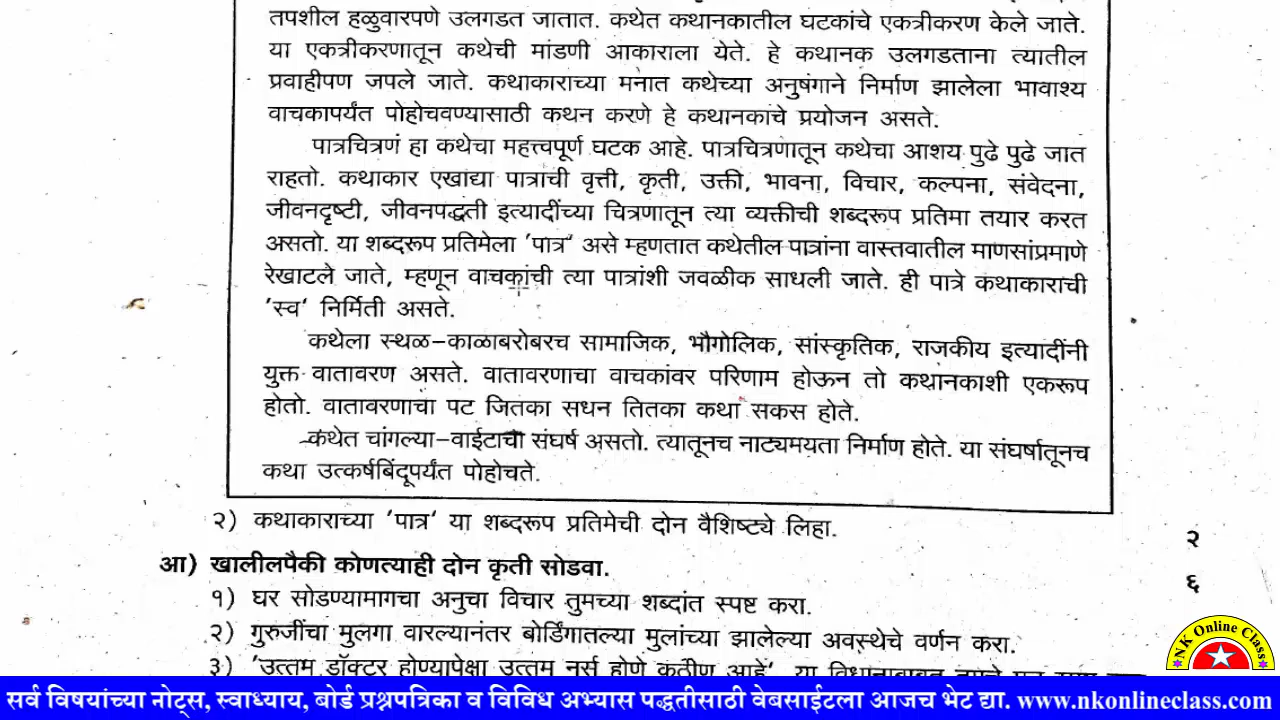 तपशील हळुवारपणे उलगडत जातात. कथेत कथानकातील घटकांचे एकत्रीकरण केले जाते.
या एकत्रीकरणातून कथेची मांडणी आकाराला येते. हे कथानक उलगडताना त्यातील
प्रवाहीपण ज़पले जाते. कथाकाराच्या मनात कथेच्या अनुषंगाने निर्माण झालेला भावाश्य
वाचकापर्यंत पोहोचवण्यासाठी कथन करणे हे कथानकाचे प्रयोजन असते.
पात्रचित्रणं हा कथेचा महत्त्वपूर्ण घटक आहे. पात्रचित्रणातून कथेचा आशय पुढे पुढे जात
राहतो. कथाकार एखाद्या पात्राची वृत्ती, कृती, उक्ती, भावना, विचार, कल्पना, संवेदना,
जीवनदृष्टी, जीवनपद्धती इत्यादींच्या चित्रणातून त्या व्यक्तीची शब्दरूप प्रतिमा तयार करत
असतो. या शब्दरूप प्रतिमेला 'पात्र' असे म्हणतात कथेतील पात्रांना वास्तवातील माणसांप्रमाणे
रेखाटले जाते, म्हणून वाचकांची त्या पात्रांशी जवळीक साधली जाते. ही पात्रे कथाकाराची
'स्व' निर्मिती असते.
कथेला स्थळ-काळाबरोबरच सामाजिक, भौगोलिक, सांस्कृतिक, राजकीय इत्यादींनी
युक्त वातावरण असते. वातावरणाचा वाचकांवर परिणाम होऊन तो कथानकाशी एकरूप
होतो. वातावरणाचा पट जितका सधन तितका कथा सकस होते.
कथेत चांगल्या-वाईटाचा संघर्ष असतो. त्यातूनच नाट्यमयता निर्माण होते. या संघर्षातूनच
कथा उत्कर्षबिंदूपर्यंत पोहोचते.
२) कथाकाराच्या 'पात्र' या शब्दरूप प्रतिमेची दोन वैशिष्ट्ये लिहा. २
आ) खालीलपैकी कोणत्याही दोन कृती सोडवा. ६
१) घर सोडण्यामागचा अनुचा विचार तुमच्या शब्दांत स्पष्ट करा.
२) गुरुजींचा मुलगा वारल्यानंतर बोर्डिंगातल्या मुलांच्या झालेल्या अवस्थेचे वर्णन करा.
३) 'उत्तम डॉक्टर होण्यापेक्षा उत्तम नर्स होणे कठीण आहे', या विधानाबाबत
NK Online Class
सर्व विषयांच्या नोट्स, स्वाध्याय, बोर्ड प्रश्नपत्रिका व विविध अभ्यास पद्धतीसाठी वेबसाईटला आजच भेट द्या. www.nkonlineclass.com